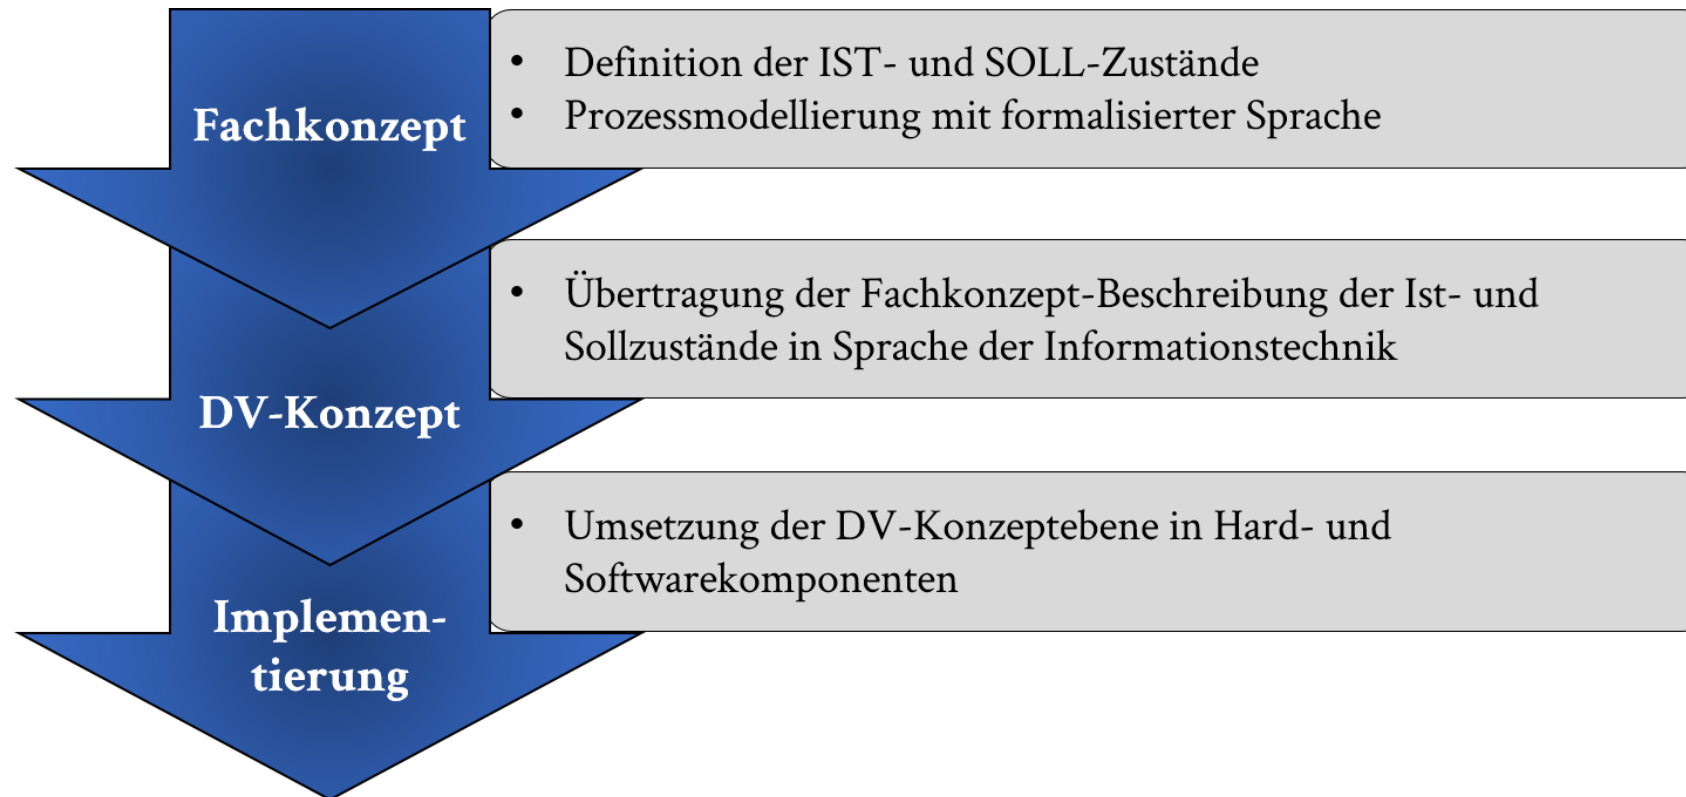 Fachkonzept
• Definition der IST- und SOLL-Zustände
• Prozessmodellierung mit formalisierter Sprache
DV-Konzept
• Übertragung der Fachkonzept-Beschreibung der Ist- und
Sollzustände in Sprache der Informationstechnik
Implemen-
tierung
• Umsetzung der DV-Konzeptebene in Hard- und
Softwarekomponenten